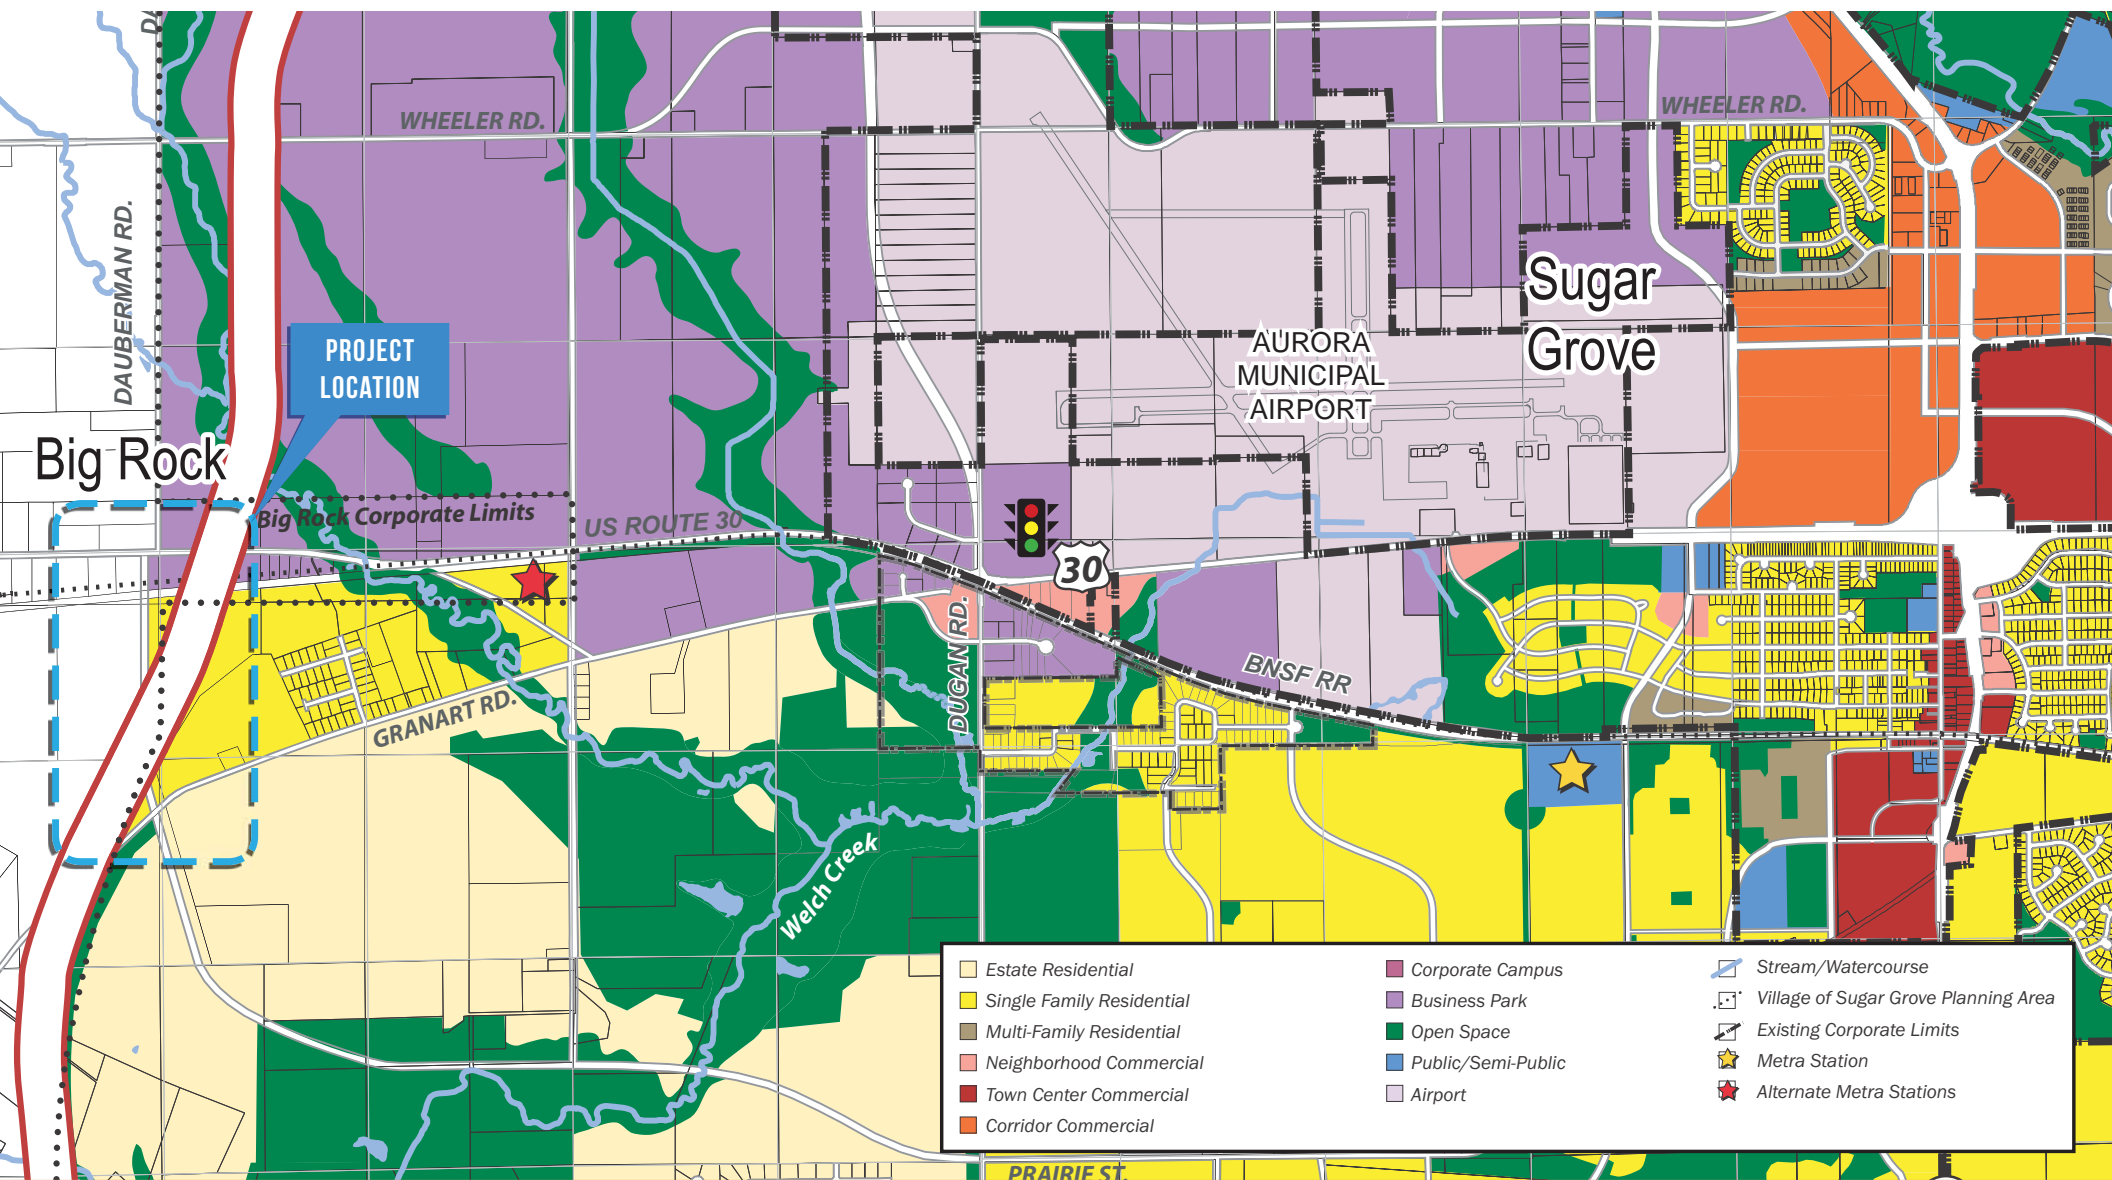 DA
WHEELER RD.
WHEELER RD.
DAUBERMAN RD.
PROJECT
LOCATION
Sugar
Grove
AURORA
MUNICIPAL
AIRPORT
Big Rock
Big Rock Corporate Limits
US ROUTE 30
30
DUGAN RD.
BNSF RR
GRANART RD.
Welch Creek
Estate Residential
Single Family Residential
Multi-Family Residential
Neighborhood Commercial
Town Center Commercial
Corridor Commercial
Corporate Campus
Business Park
Open Space
Public/Semi-Public
Airport
Stream/Watercourse
Village of Sugar Grove Planning Area
Existing Corporate Limits
Metra Station
Alternate Metra Stations
PRAIRIE ST.